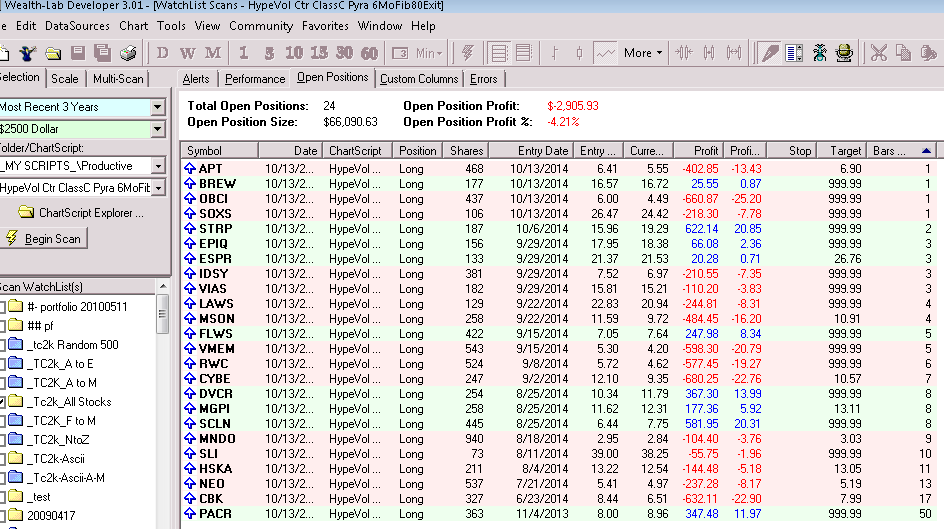 Wealth-Lab Developer 3.01 - [WatchList Scans - HypeVol Ctr ClassC Pyra 6MoFib80Exit]
e Edit DataSources Chart Tools View Community Favorites Window Help
D W M 1 3 5 10 15 30 60 Min More
Selection Scale Multi-Scan Alerts Performance Open Positions Custom Columns Errors
Most Recent 3 Years
$2500 Dollar
Folder/ChartScript:
_MY SCRIPTS_\Productive
HypeVol Ctr ClassC Pyra 6MoFib
ChartScript Explorer ...
Begin Scan
Scan WatchList(s)
#- portfolio 20100511
## pf
_tc2k Random 500
_TC2k_A to E
_TC2K_A to M
_Tc2k_All Stocks
_TC2K_F to M
_TC2K_NtoZ
_TC2k-Ascii
_TC2k-Ascii-A-M
_test
20090417
Total Open Positions: 24 Open Position Profit: $-2,905.93
Open Position Size: $66,090.63 Open Position Profit %: -4.21%
Symbol Date ChartScript Position Shares Entry Date Entry ... Curre... Profit Profi... Stop Target Bars ...
APT 10/13/2... HypeVol ... Long 468 10/13/2014 6.41 5.55 -402.85 -13.43 6.90 1
BREW 10/13/2... HypeVol ... Long 177 10/13/2014 16.57 16.72 25.55 0.87 999.99 1
OBCI 10/13/2... HypeVol ... Long 437 10/13/2014 6.00 4.49 -660.87 -25.20 999.99 1
SOXS 10/13/2... HypeVol ... Long 106 10/13/2014 26.47 24.42 -218.30 -7.78 999.99 1
STRP 10/13/2... HypeVol ... Long 187 10/6/2014 15.96 19.29 622.14 20.85 999.99 2
EPIQ 10/13/2... HypeVol ... Long 156 9/29/2014 17.95 18.38 66.08 2.36 999.99 3
ESPR 10/13/2... HypeVol ... Long 133 9/29/2014 21.37 21.53 20.28 0.71 26.76 3
IDSY 10/13/2... HypeVol ... Long 381 9/29/2014 7.52 6.97 -210.55 -7.35 999.99 3
VIAS 10/13/2... HypeVol ... Long 182 9/29/2014 15.81 15.21 -110.20 -3.83 999.99 3
LAWS 10/13/2... HypeVol ... Long 129 9/22/2014 22.83 20.94 -244.81 -8.31 999.99 4
MSON 10/13/2... HypeVol ... Long 258 9/22/2014 11.59 9.72 -484.45 -16.20 10.91 4
FLWS 10/13/2... HypeVol ... Long 422 9/15/2014 7.05 7.64 247.98 8.34 999.99 5
VMEM 10/13/2... HypeVol ... Long 543 9/15/2014 5.30 4.20 -598.30 -20.79 999.99 5
RWC 10/13/2... HypeVol ... Long 524 9/8/2014 5.72 4.62 -577.45 -19.27 999.99 6
CYBE 10/13/2... HypeVol ... Long 247 9/2/2014 12.10 9.35 -680.25 -22.76 10.57 7
DVCR 10/13/2... HypeVol ... Long 254 8/25/2014 10.34 11.79 367.30 13.99 999.99 8
MGPI 10/13/2... HypeVol ... Long 258 8/25/2014 11.62 12.31 177.36 5.92 13.11 8
SCLN 10/13/2... HypeVol ... Long 445 8/25/2014 6.44 7.75 581.95 20.31 999.99 8
MNDO 10/13/2... HypeVol ... Long 940 8/18/2014 2.95 2.84 -104.40 -3.76 3.03 9
SLI 10/13/2... HypeVol ... Long 73 8/11/2014 39.00 38.25 -55.75 -1.96 999.99 10
HSKA 10/13/2... HypeVol ... Long 211 8/4/2014 13.22 12.54 -144.48 -5.18 13.05 11
NEO 10/13/2... HypeVol ... Long 537 7/21/2014 5.41 4.97 -237.28 -8.17 5.19 13
CBK 10/13/2... HypeVol ... Long 327 6/23/2014 8.44 6.51 -632.11 -22.90 7.99 17
PACR 10/13/2... HypeVol ... Long 363 11/4/2013 8.00 8.96 347.48 11.97 999.99 50